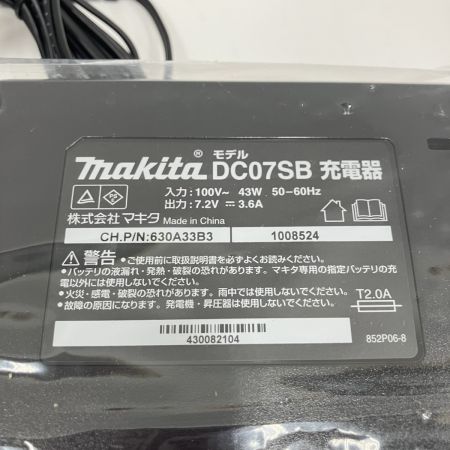 makita® モデル DC07SB 充電器
入力：100V～ 43W 50－60Hz
出力：7.2V ⎓ 3.6A
PS E
株式会社マキタ Made in China
CH.P/N:630A33B3 1008524
⚠警告 ●ご使用前に取扱説明書を必ずよくお読みください。
●バッテリの液漏れ・発熱・破裂の恐れがあります。マキタ専用の指定バッテリの充
電以外には使用しないでください。
●火災・感電・破裂の恐れがあります。雨中では使用しないでください。
●故障の原因になります。発電機・昇圧器は使用しないでください。
T2.0A
430082104
852P06-8